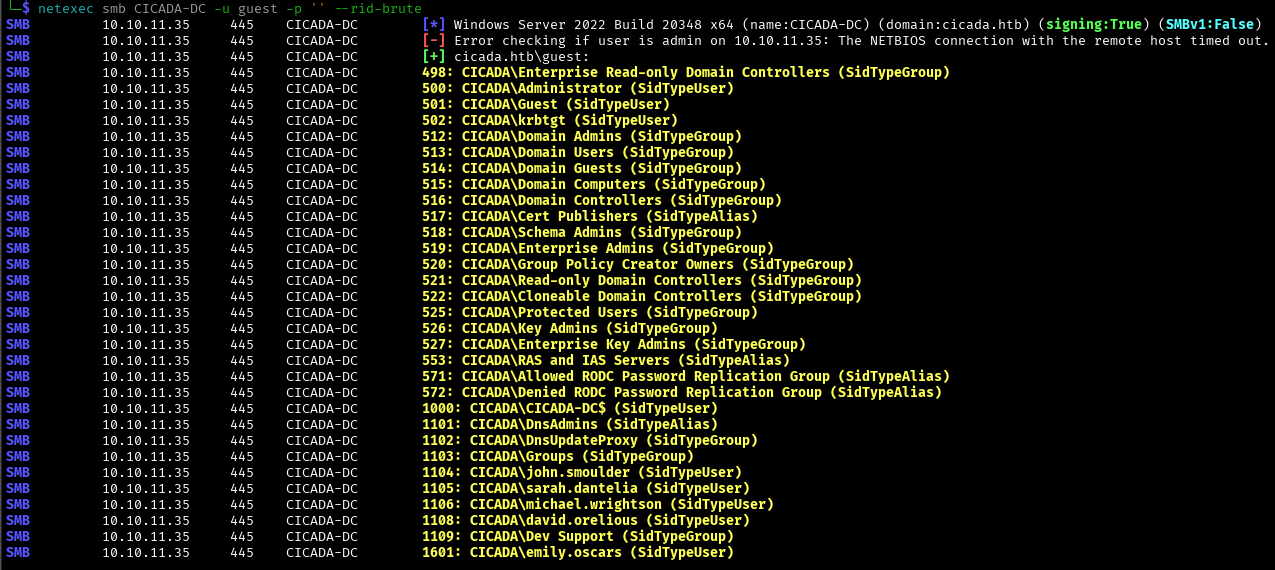 └─$ netexec smb CICADA-DC -u guest -p '' --rid-brute
SMB 10.10.11.35 445 CICADA-DC [*] Windows Server 2022 Build 20348 x64 (name:CICADA-DC) (domain:cicada.htb) (signing:True) (SMBv1:False)
SMB 10.10.11.35 445 CICADA-DC [-] Error checking if user is admin on 10.10.11.35: The NETBIOS connection with the remote host timed out.
SMB 10.10.11.35 445 CICADA-DC [+] cicada.htb\guest:
SMB 10.10.11.35 445 CICADA-DC 498: CICADA\Enterprise Read-only Domain Controllers (SidTypeGroup)
SMB 10.10.11.35 445 CICADA-DC 500: CICADA\Administrator (SidTypeUser)
SMB 10.10.11.35 445 CICADA-DC 501: CICADA\Guest (SidTypeUser)
SMB 10.10.11.35 445 CICADA-DC 502: CICADA\krbtgt (SidTypeUser)
SMB 10.10.11.35 445 CICADA-DC 512: CICADA\Domain Admins (SidTypeGroup)
SMB 10.10.11.35 445 CICADA-DC 513: CICADA\Domain Users (SidTypeGroup)
SMB 10.10.11.35 445 CICADA-DC 514: CICADA\Domain Guests (SidTypeGroup)
SMB 10.10.11.35 445 CICADA-DC 515: CICADA\Domain Computers (SidTypeGroup)
SMB 10.10.11.35 445 CICADA-DC 516: CICADA\Domain Controllers (SidTypeGroup)
SMB 10.10.11.35 445 CICADA-DC 517: CICADA\Cert Publishers (SidTypeAlias)
SMB 10.10.11.35 445 CICADA-DC 518: CICADA\Schema Admins (SidTypeGroup)
SMB 10.10.11.35 445 CICADA-DC 519: CICADA\Enterprise Admins (SidTypeGroup)
SMB 10.10.11.35 445 CICADA-DC 520: CICADA\Group Policy Creator Owners (SidTypeGroup)
SMB 10.10.11.35 445 CICADA-DC 521: CICADA\Read-only Domain Controllers (SidTypeGroup)
SMB 10.10.11.35 445 CICADA-DC 522: CICADA\Cloneable Domain Controllers (SidTypeGroup)
SMB 10.10.11.35 445 CICADA-DC 525: CICADA\Protected Users (SidTypeGroup)
SMB 10.10.11.35 445 CICADA-DC 526: CICADA\Key Admins (SidTypeGroup)
SMB 10.10.11.35 445 CICADA-DC 527: CICADA\Enterprise Key Admins (SidTypeGroup)
SMB 10.10.11.35 445 CICADA-DC 553: CICADA\RAS and IAS Servers (SidTypeAlias)
SMB 10.10.11.35 445 CICADA-DC 571: CICADA\Allowed RODC Password Replication Group (SidTypeAlias)
SMB 10.10.11.35 445 CICADA-DC 572: CICADA\Denied RODC Password Replication Group (SidTypeAlias)
SMB 10.10.11.35 445 CICADA-DC 1000: CICADA\CICADA-DC$ (SidTypeUser)
SMB 10.10.11.35 445 CICADA-DC 1101: CICADA\DnsAdmins (SidTypeAlias)
SMB 10.10.11.35 445 CICADA-DC 1102: CICADA\DnsUpdateProxy (SidTypeGroup)
SMB 10.10.11.35 445 CICADA-DC 1103: CICADA\Groups (SidTypeGroup)
SMB 10.10.11.35 445 CICADA-DC 1104: CICADA\john.smoulder (SidTypeUser)
SMB 10.10.11.35 445 CICADA-DC 1105: CICADA\sarah.dantelia (SidTypeUser)
SMB 10.10.11.35 445 CICADA-DC 1106: CICADA\michael.wrightson (SidTypeUser)
SMB 10.10.11.35 445 CICADA-DC 1108: CICADA\david.orelious (SidTypeUser)
SMB 10.10.11.35 445 CICADA-DC 1109: CICADA\Dev Support (SidTypeGroup)
SMB 10.10.11.35 445 CICADA-DC 1601: CICADA\emily.oscars (SidTypeUser)